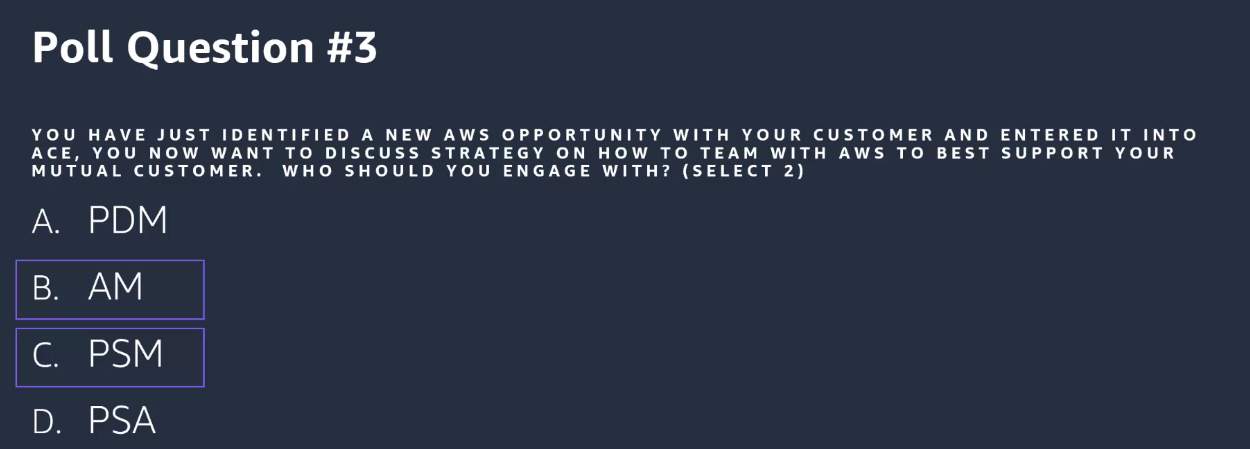 Poll Question #3
YOU HAVE JUST IDENTIFIED A NEW AWS OPPORTUNITY WITH YOUR CUSTOMER AND ENTERED IT INTO
ACE, YOU NOW WANT TO DISCUSS STRATEGY ON HOW TO TEAM WITH AWS TO BEST SUPPORT YOUR
MUTUAL CUSTOMER. WHO SHOULD YOU ENGAGE WITH? (SELECT 2)
A. PDM
B. AM
C. PSM
D. PSA